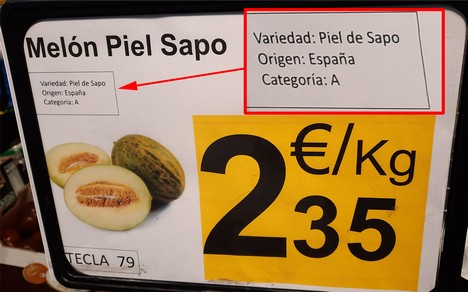 Melón Piel Sapo
Variedad: Piel de Sapo
Origen: España
Categoría: A
Variedad: Piel de Sapo
Origen: España
Categoría: A
2 €/Kg
35
TECLA 79